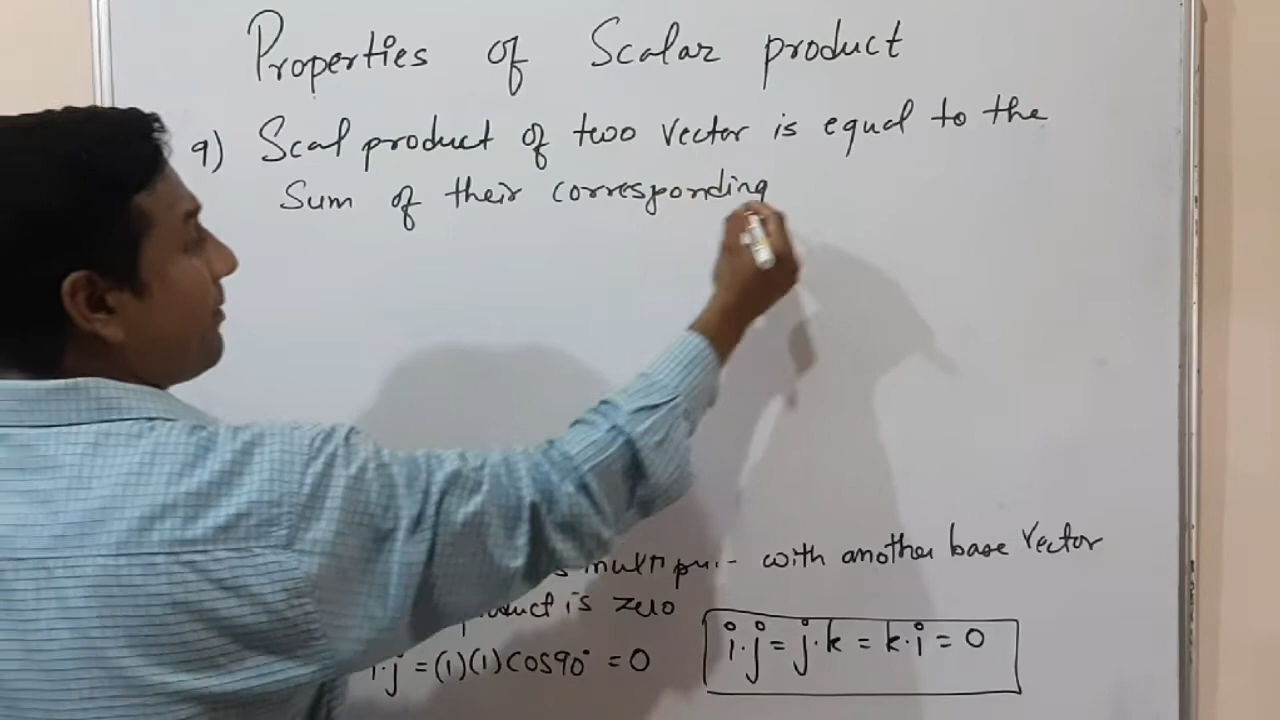 Properties of Scalar product
9) Scal product of two vector is equal to the
Sum of their corresponding
with another base vector
product is zero
i.j = (1)(1) Cos90° = 0
i.j = j.k = k.i = 0